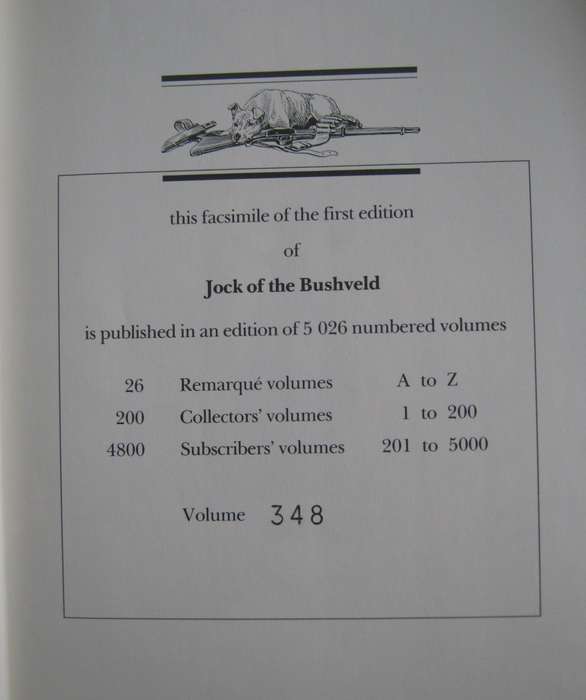 this facsimile of the first edition
of
Jock of the Bushveld
is published in an edition of 5 026 numbered volumes
26 Remarqué volumes A to Z
200 Collectors’ volumes 1 to 200
4800 Subscribers’ volumes 201 to 5000
Volume 348